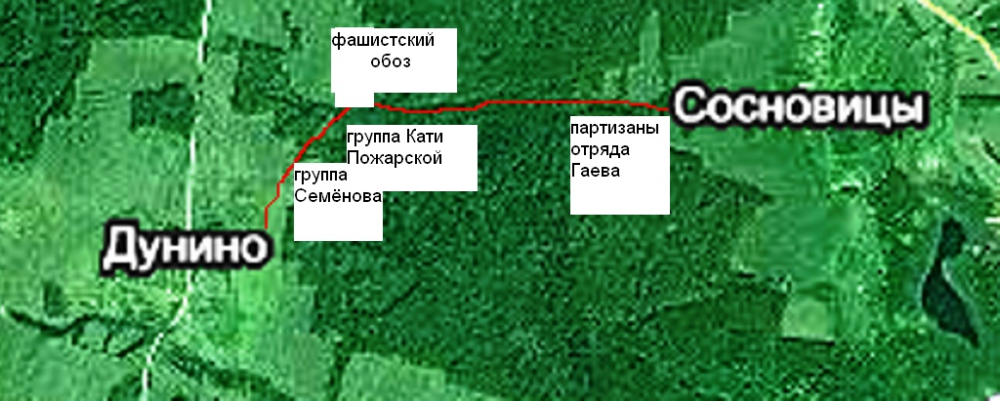 фашистский
обоз
Сосновицы
партизаны
отряда
Гаева
группа Кати
Пожарской
группа
Семёнова
Дунино